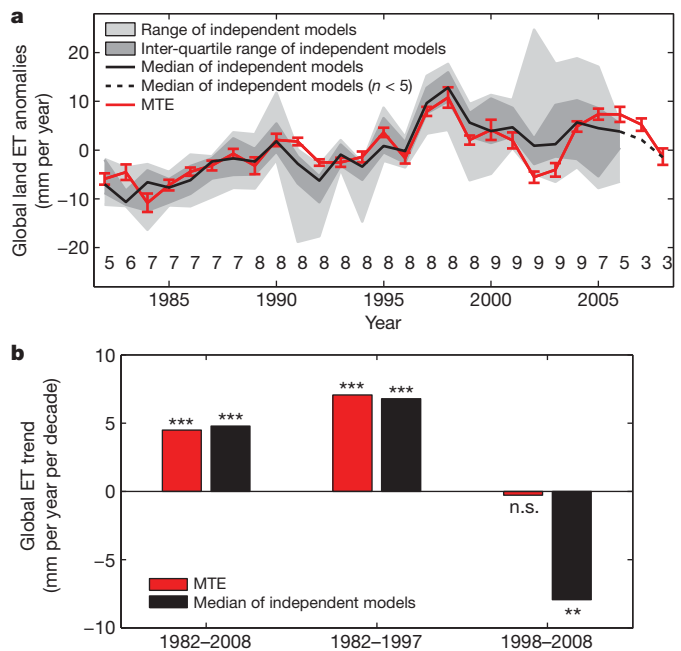 a
Range of independent models
Inter-quartile range of independent models
Median of independent models
Median of independent models (n < 5)
MTE
Global land ET anomalies
(mm per year)
20
10
0
−10
−20
5 6 7 7 7 7 7 8 8 8 8 8 8 8 8 8 8 8 9 9 9 9 9 7 5 3 3
1985 1990 1995 2000 2005
Year
b
Global ET trend
(mm per year per decade)
10
5
0
−5
−10
*** ***
*** ***
n.s.
**
MTE
Median of independent models
1982–2008 1982–1997 1998–2008